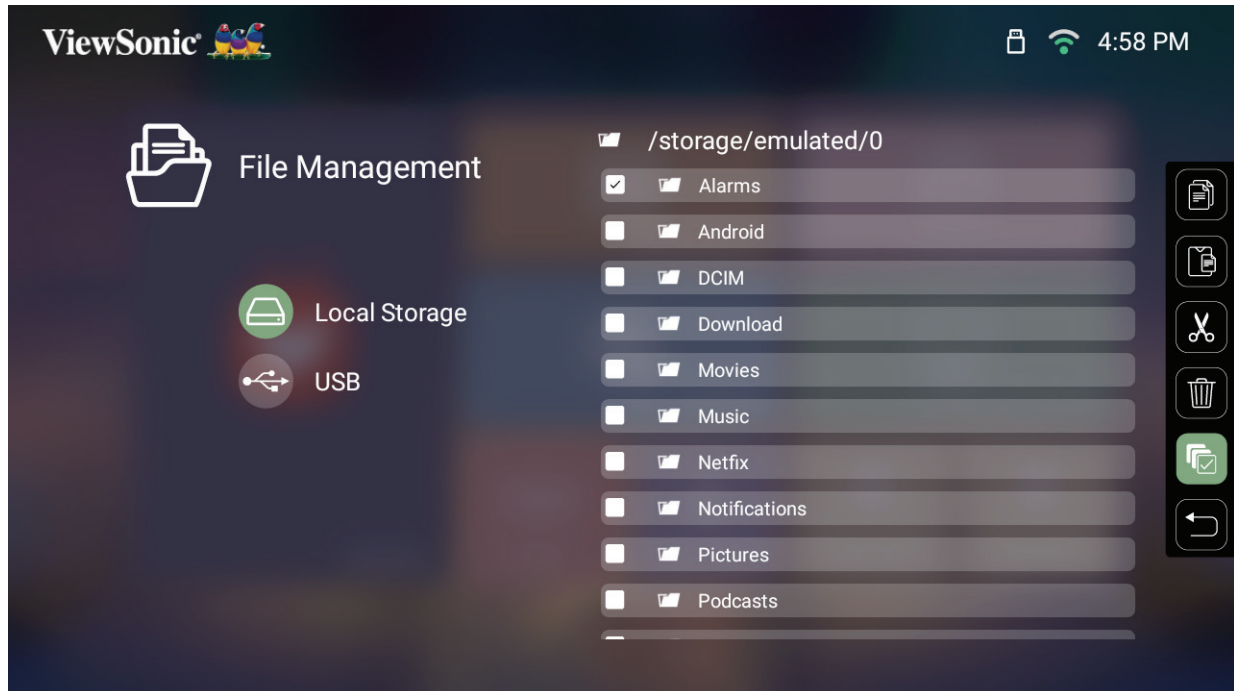 ViewSonic®
4:58 PM
File Management
Local Storage
USB
/storage/emulated/0
Alarms
Android
DCIM
Download
Movies
Music
Netfix
Notifications
Pictures
Podcasts